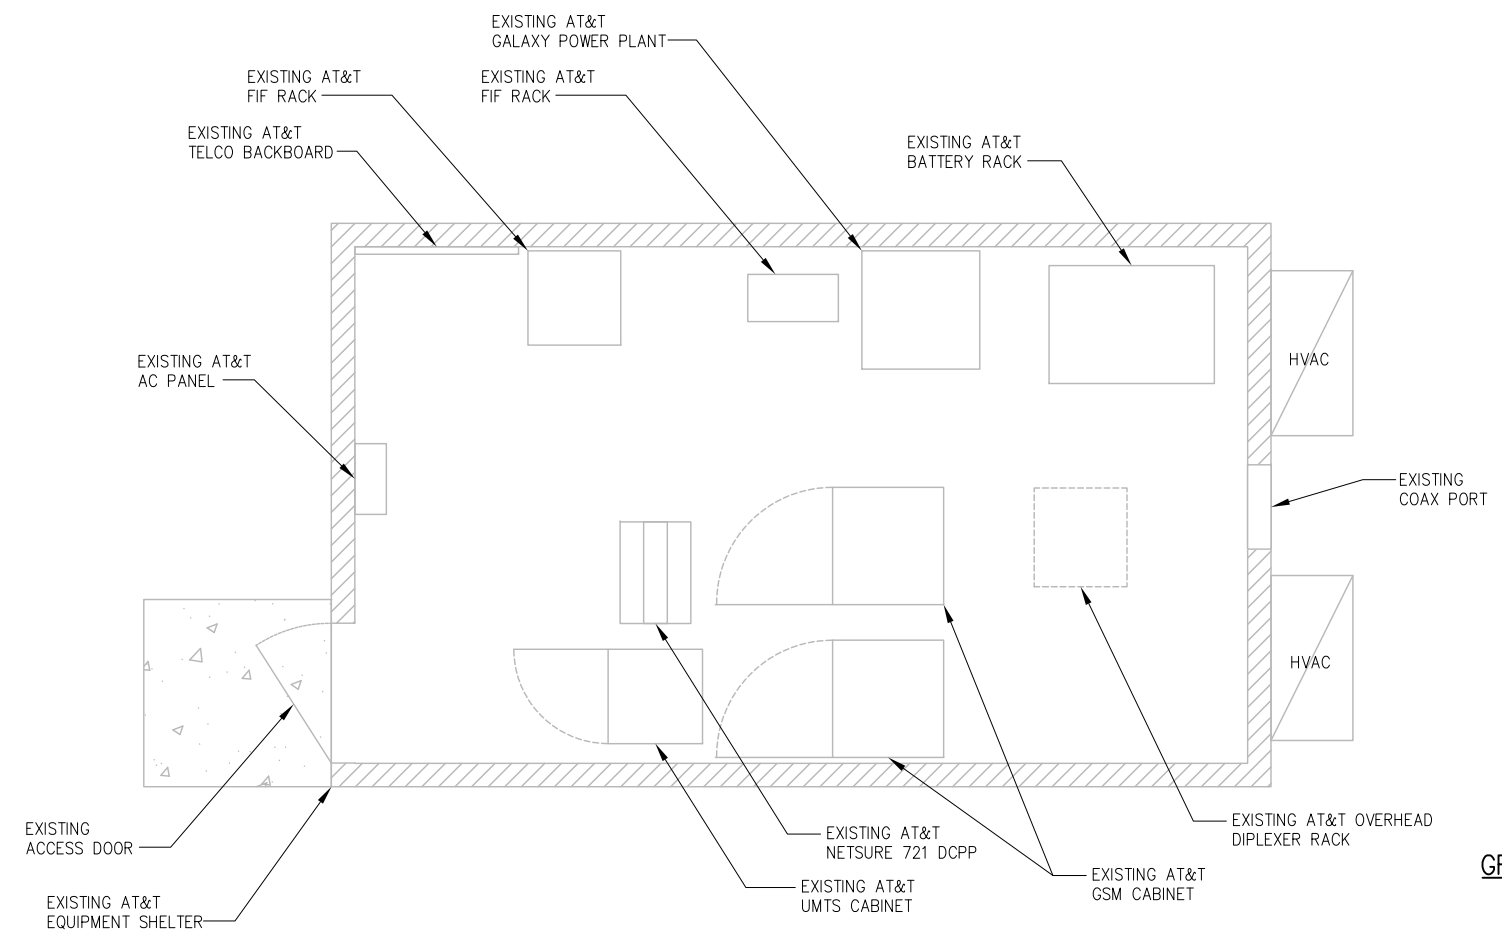 EXISTING AT&T
GALAXY POWER PLANT
EXISTING AT&T
FIF RACK
EXISTING AT&T
FIF RACK
EXISTING AT&T
TELCO BACKBOARD
EXISTING AT&T
BATTERY RACK
EXISTING AT&T
AC PANEL
HVAC
EXISTING
COAX PORT
HVAC
EXISTING
ACCESS DOOR
EXISTING AT&T
EQUIPMENT SHELTER
EXISTING AT&T
NETSURE 721 DCPP
EXISTING AT&T
UMTS CABINET
EXISTING AT&T
GSM CABINET
EXISTING AT&T OVERHEAD
DIPLEXER RACK